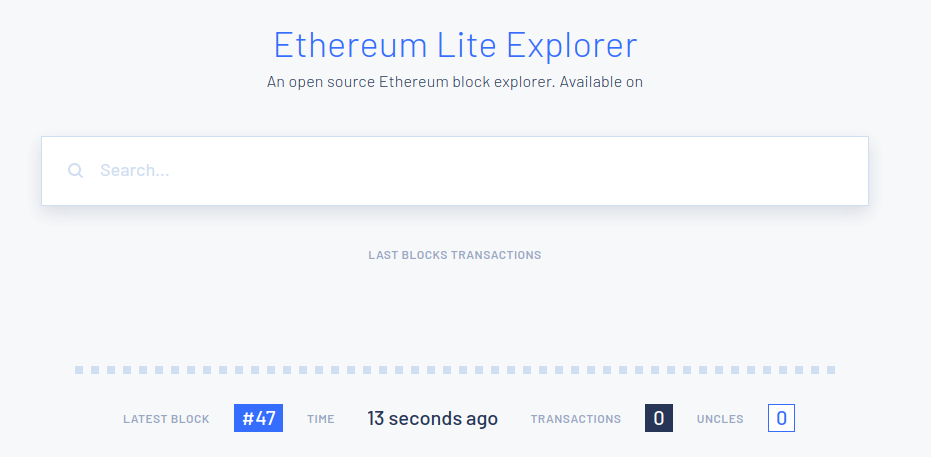 Ethereum Lite Explorer
An open source Ethereum block explorer. Available on
Search...
LAST BLOCKS TRANSACTIONS
LATEST BLOCK #47 TIME 13 seconds ago TRANSACTIONS 0 UNCLES 0